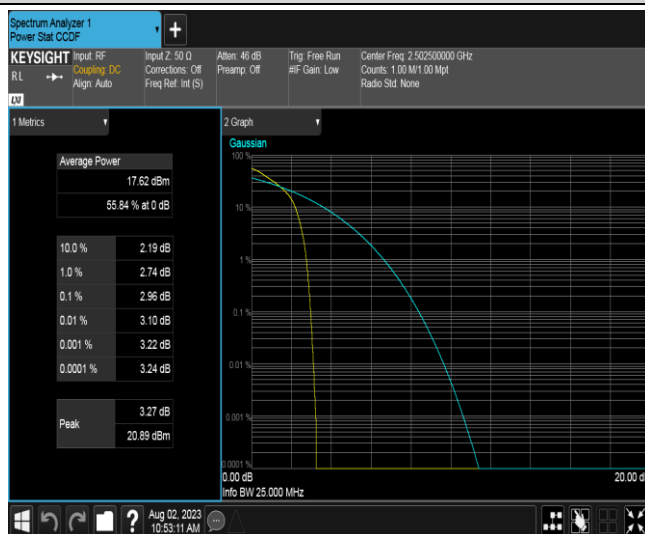 Spectrum Analyzer 1
Power Stat CCDF
KEYSIGHT
RL
LXI
Input: RF
Coupling: DC
Align: Auto
Input Z: 50 Ω
Corrections: Off
Freq Ref: Int (S)
Atten: 46 dB
Preamp: Off
Trig: Free Run
#IF Gain: Low
Center Freq: 2.502500000 GHz
Counts: 1.00 M/1.00 Mpt
Radio Std: None
1 Metrics
Average Power
17.62 dBm
55.84 % at 0 dB
10.0 % 2.19 dB
1.0 % 2.74 dB
0.1 % 2.96 dB
0.01 % 3.10 dB
0.001 % 3.22 dB
0.0001 % 3.24 dB
Peak
3.27 dB
20.89 dBm
2 Graph
Gaussian
100 %
10 %
1 %
0.1 %
0.01 %
0.001 %
0.0001 %
0.00 dB
20.00 d
Info BW 25.000 MHz
?
Aug 02, 2023
10:53:11 AM